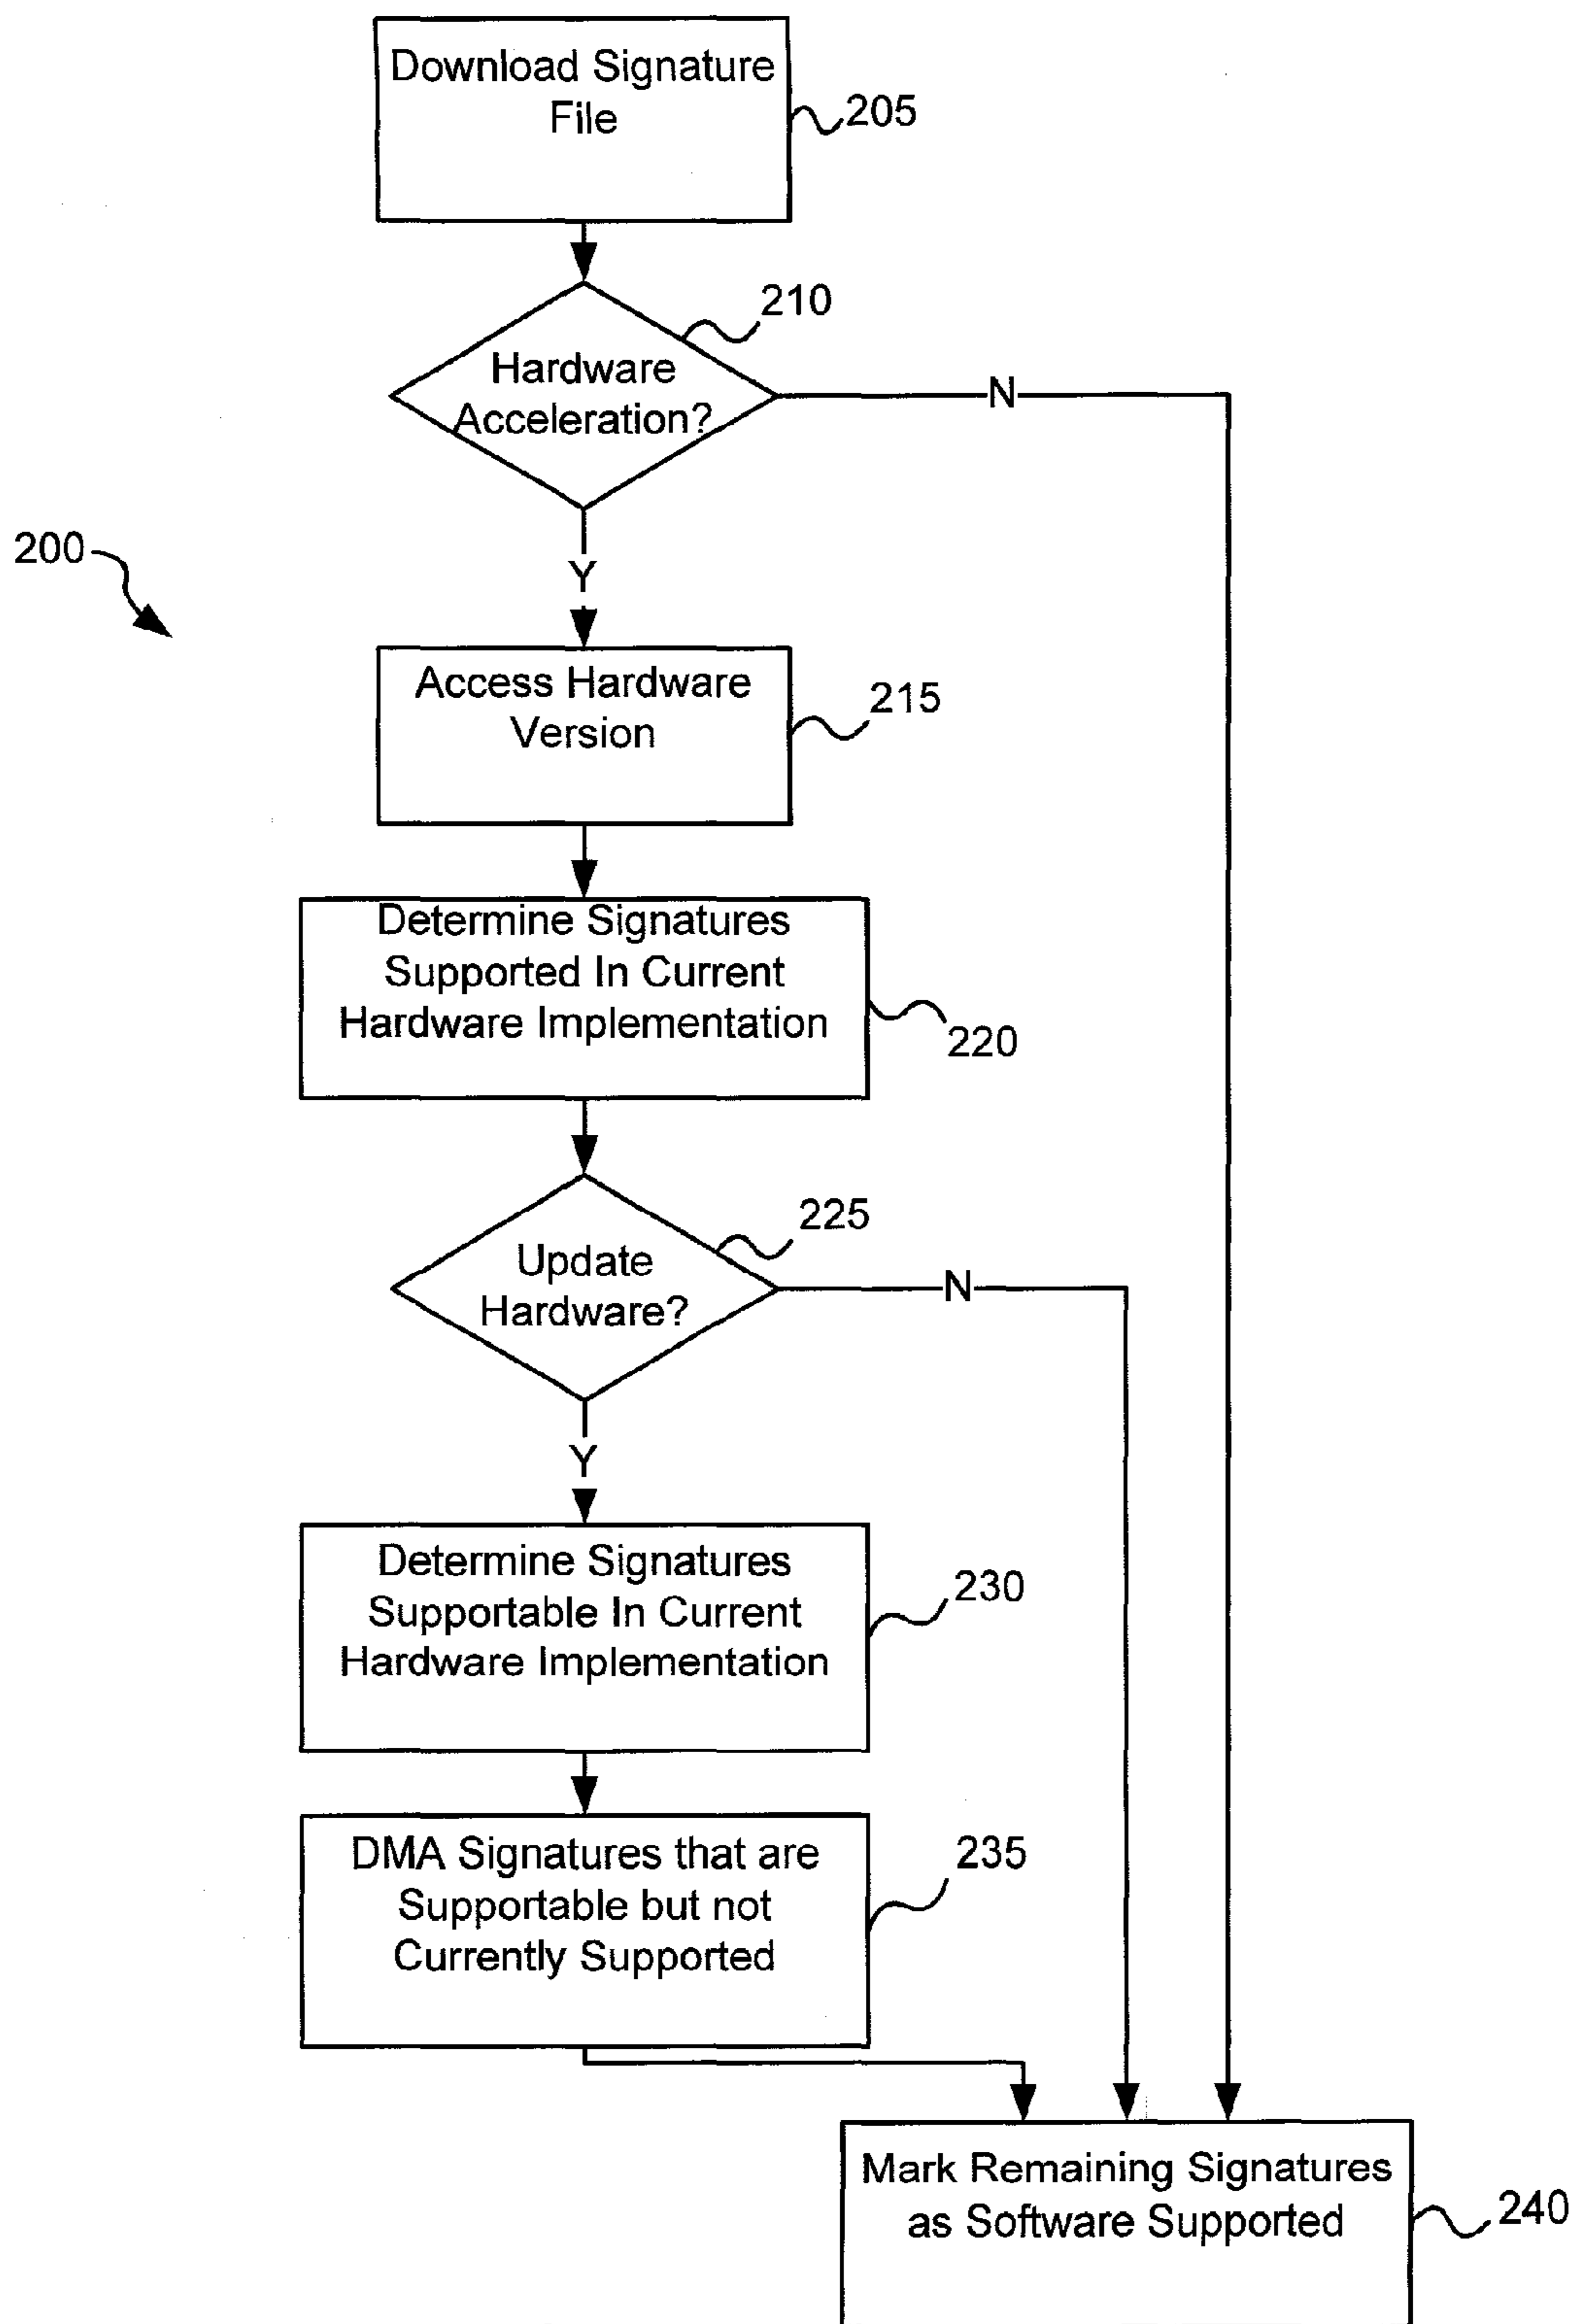 Download Signature
File
205
210
Hardware
Acceleration?
N
200
Y
Access Hardware
Version
215
Determine Signatures
Supported In Current
Hardware Implementation
220
225
Update
Hardware?
N
Y
Determine Signatures
Supportable In Current
Hardware Implementation
230
DMA Signatures that are
Supportable but not
Currently Supported
235
Mark Remaining Signatures
as Software Supported
240